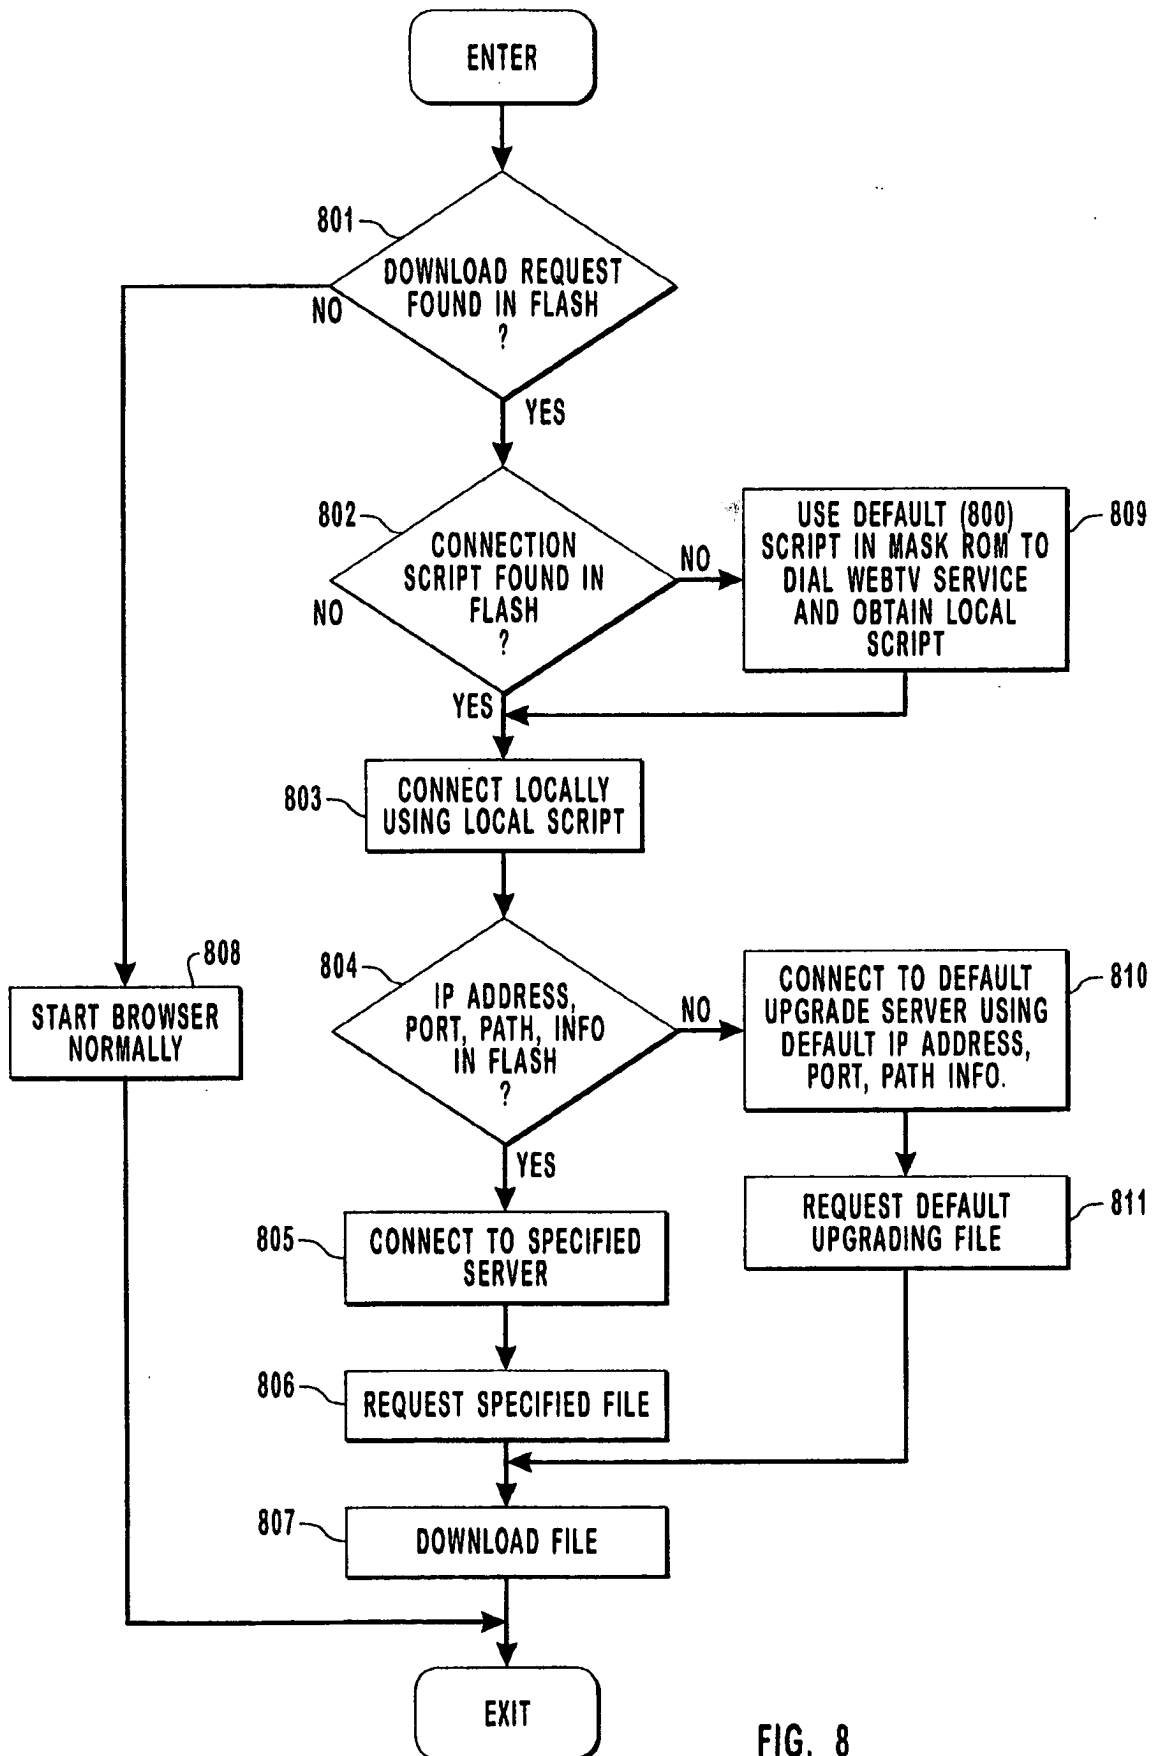 ENTER
801
DOWNLOAD REQUEST
FOUND IN FLASH
?
NO
YES
802
CONNECTION
SCRIPT FOUND IN
FLASH
?
NO
NO
YES
USE DEFAULT (800)
SCRIPT IN MASK ROM TO
DIAL WEBTV SERVICE
AND OBTAIN LOCAL
SCRIPT
809
803
CONNECT LOCALLY
USING LOCAL SCRIPT
808
START BROWSER
NORMALLY
804
IP ADDRESS,
PORT, PATH, INFO
IN FLASH
?
NO
YES
CONNECT TO DEFAULT
UPGRADE SERVER USING
DEFAULT IP ADDRESS,
PORT, PATH INFO.
810
805
CONNECT TO SPECIFIED
SERVER
REQUEST DEFAULT
UPGRADING FILE
811
806
REQUEST SPECIFIED FILE
807
DOWNLOAD FILE
EXIT
FIG. 8